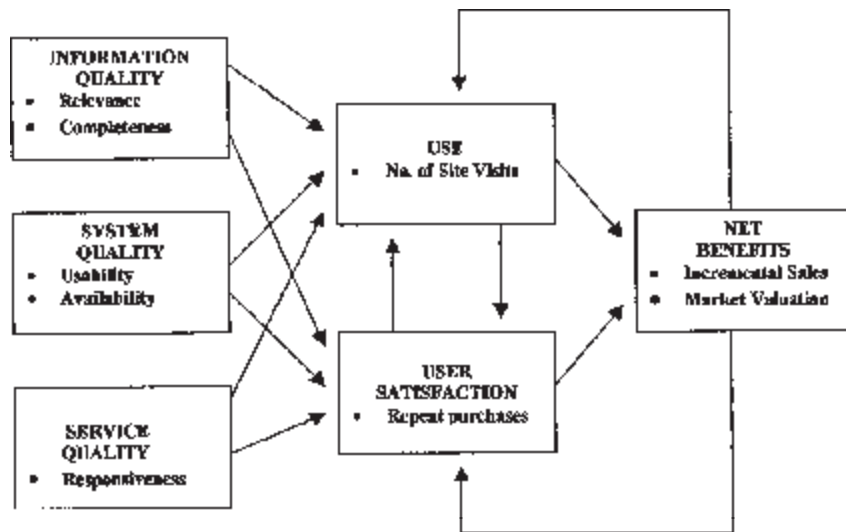 INFORMATION
QUALITY
• Relevance
• Completeness
USE
• No. of Site Visits
SYSTEM
QUALITY
• Usability
• Availability
NET
BENEFITS
• Incremental Sales
• Market Valuation
USER
SATISFACTION
• Repeat purchases
SERVICE
QUALITY
• Responsiveness